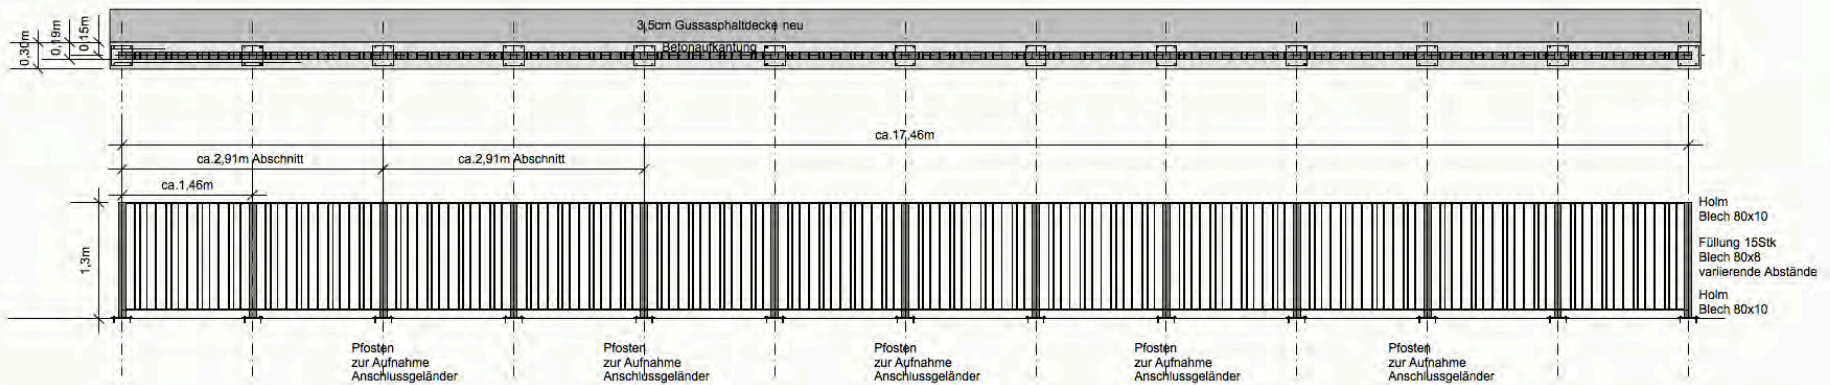 3,5cm Gussasphaltdecke neu
Betonaufkantung
0,30m
0,19m
0,15m
ca.17,46m
ca.2,91m Abschnitt
ca.2,91m Abschnitt
ca.1,46m
1,3m
Holm
Blech 80x10
Füllung 15Stk
Blech 80x8
variierende Abstände
Holm
Blech 80x10
Pfosten
zur Aufnahme
Anschlussgeländer
Pfosten
zur Aufnahme
Anschlussgeländer
Pfosten
zur Aufnahme
Anschlussgeländer
Pfosten
zur Aufnahme
Anschlussgeländer
Pfosten
zur Aufnahme
Anschlussgeländer